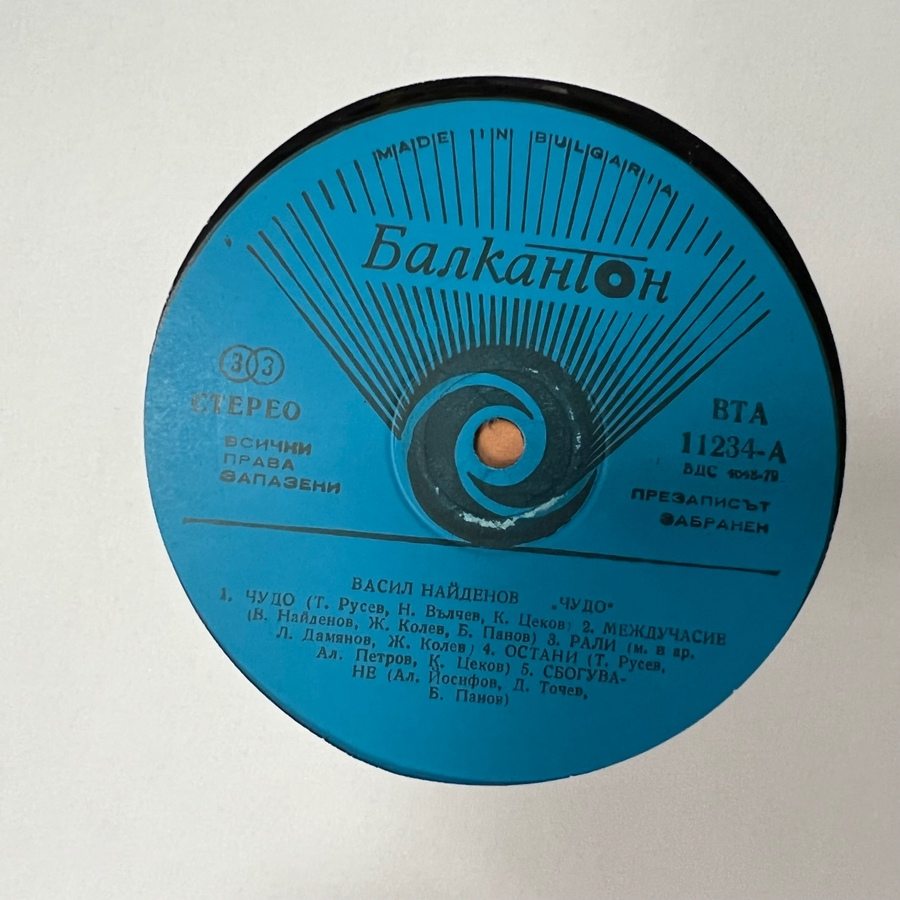 MADE IN BULGARIA
Балкантон
33
СТЕРЕО
ВСИЧКИ
ПРАВА
ЗАПАЗЕНИ
ВТА
11234-А
БДС
ПРЕЗАПИСЪТ
ЗАБРАНЕН
ВАСИЛ НАЙДЕНОВ „ЧУДО“
1. ЧУДО (Т. Русев, Н. Вълчев, К. Цеков) 2. МЕЖДУЧАСИЕ
(В. Найденов, Ж. Колев, Б. Панов) 3. РАЛИ (м. и ар.
Л. Дамянов, Ж. Колев) 4. ОСТАНИ (Т. Русев,
Ал. Петров, К. Цеков) 5. СБОГУВА-
НЕ (Ал. Йосифов, Д. Точев,
Б. Панов)